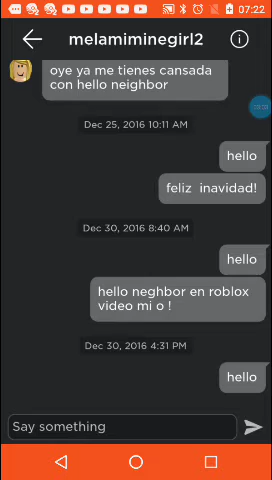 07:22
melamiminegirl2
oye ya me tienes cansada
con hello neighbor
Dec 25, 2016 10:11 AM
hello
feliz inavidad!
Dec 30, 2016 8:40 AM
hello
hello neghbor en roblox
video mi o !
Dec 30, 2016 4:31 PM
hello
Say something